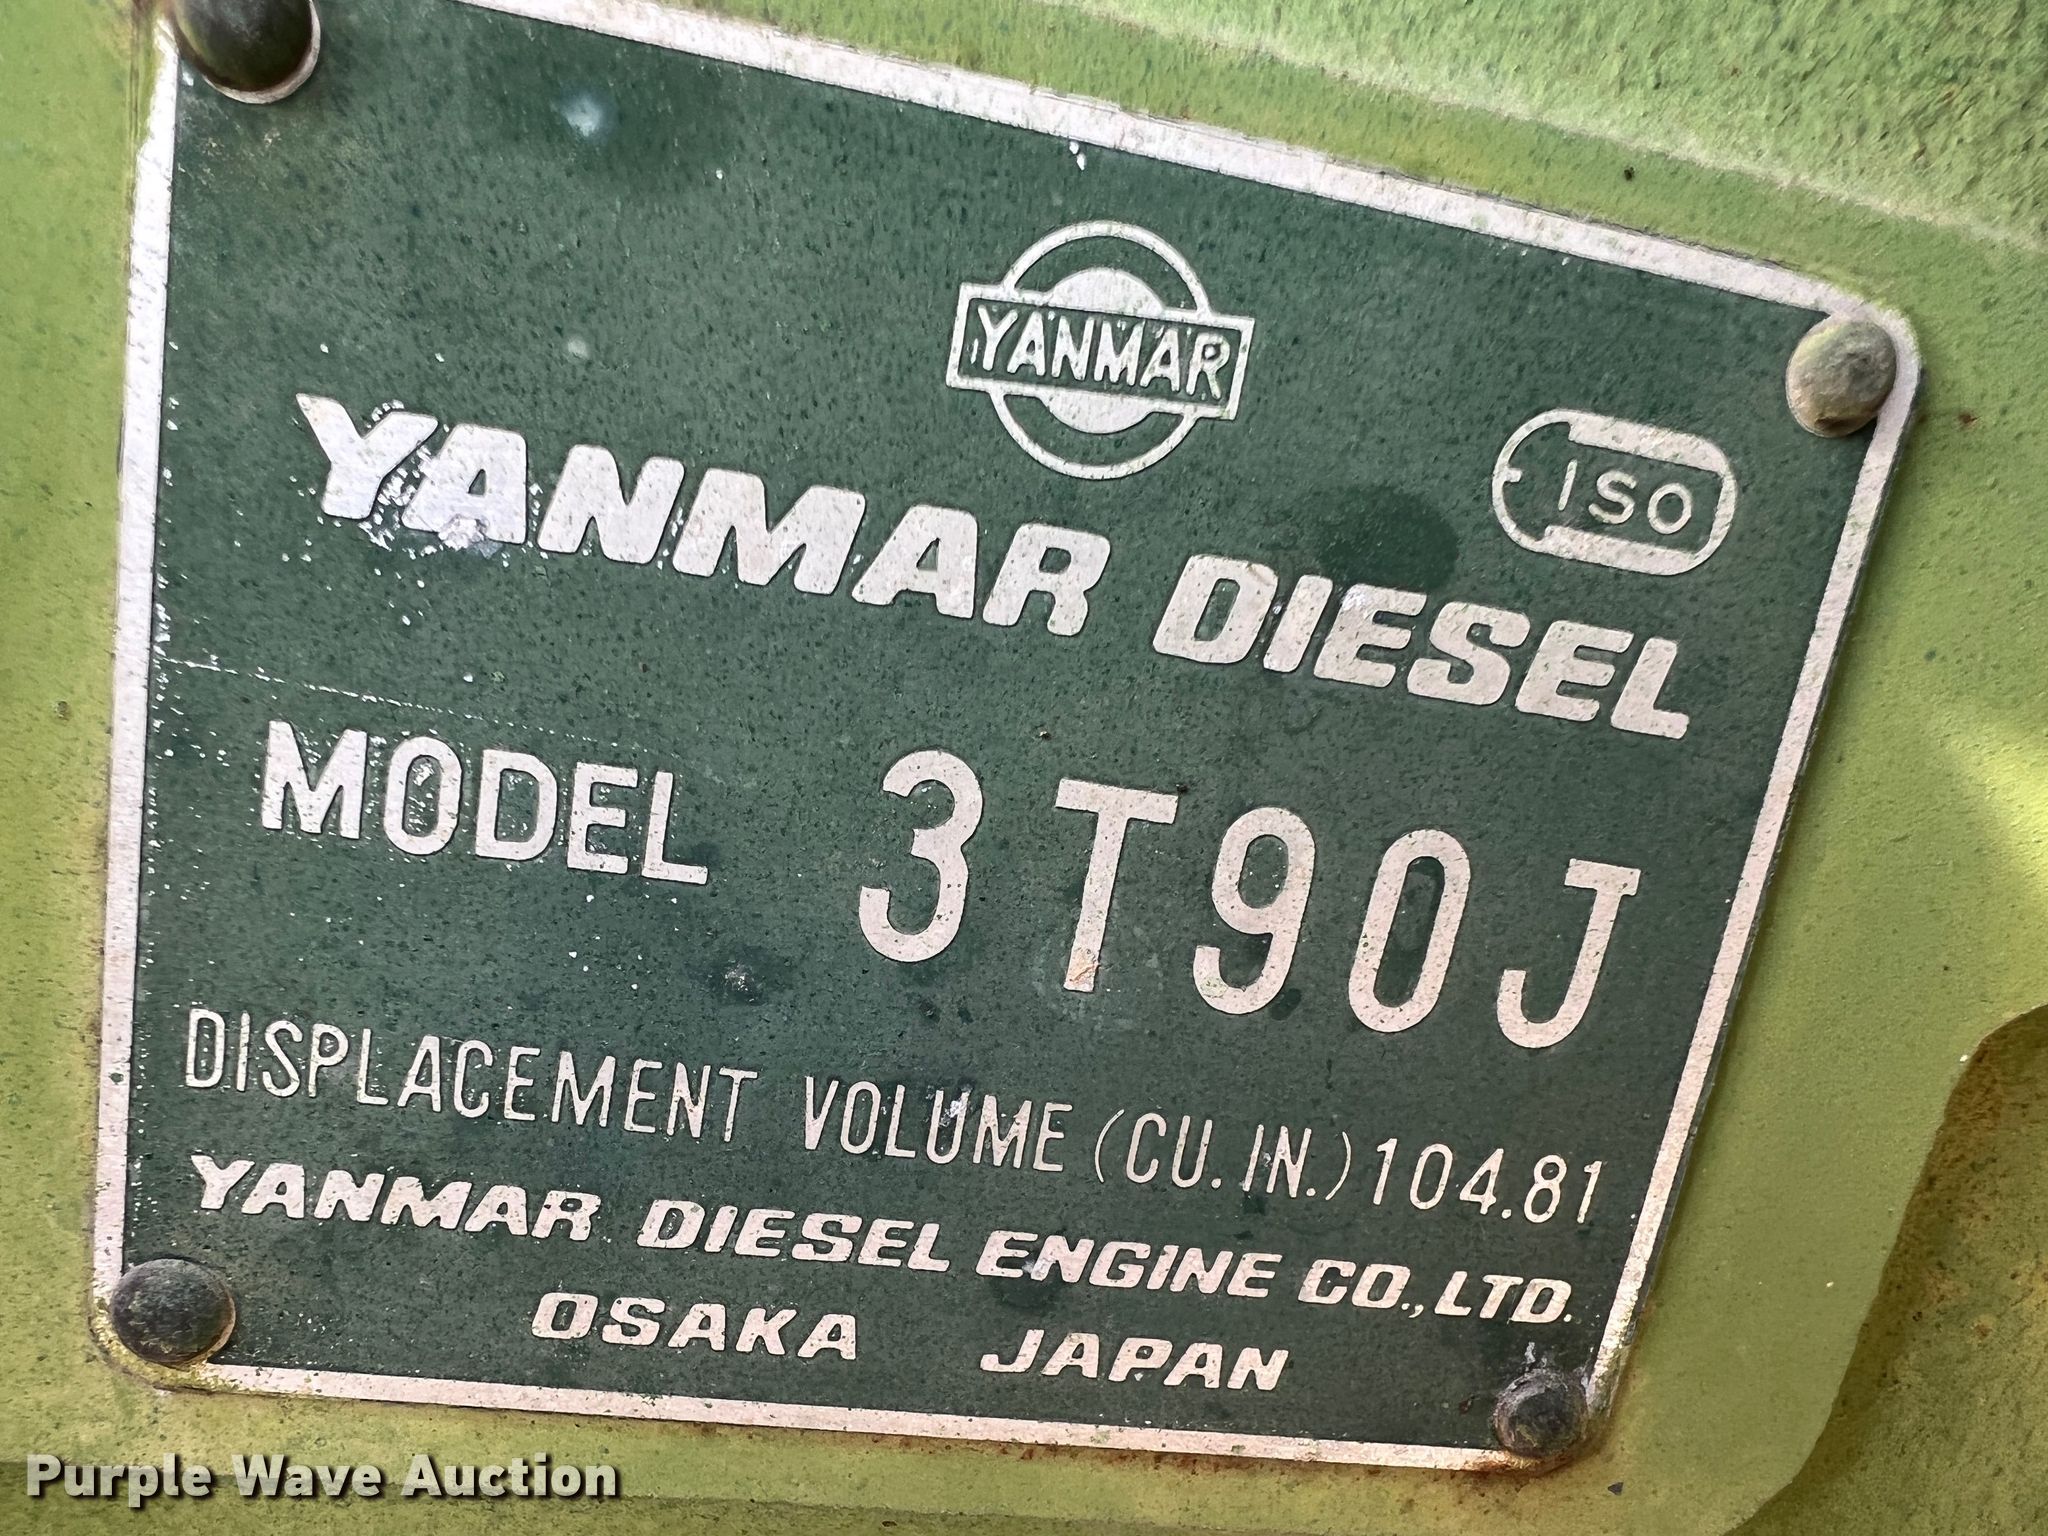 YANMAR
ISO
YANMAR DIESEL
MODEL 3T90J
DISPLACEMENT VOLUME (CU. IN.) 104.81
YANMAR DIESEL ENGINE CO., LTD.
OSAKA JAPAN
Purple Wave Auction